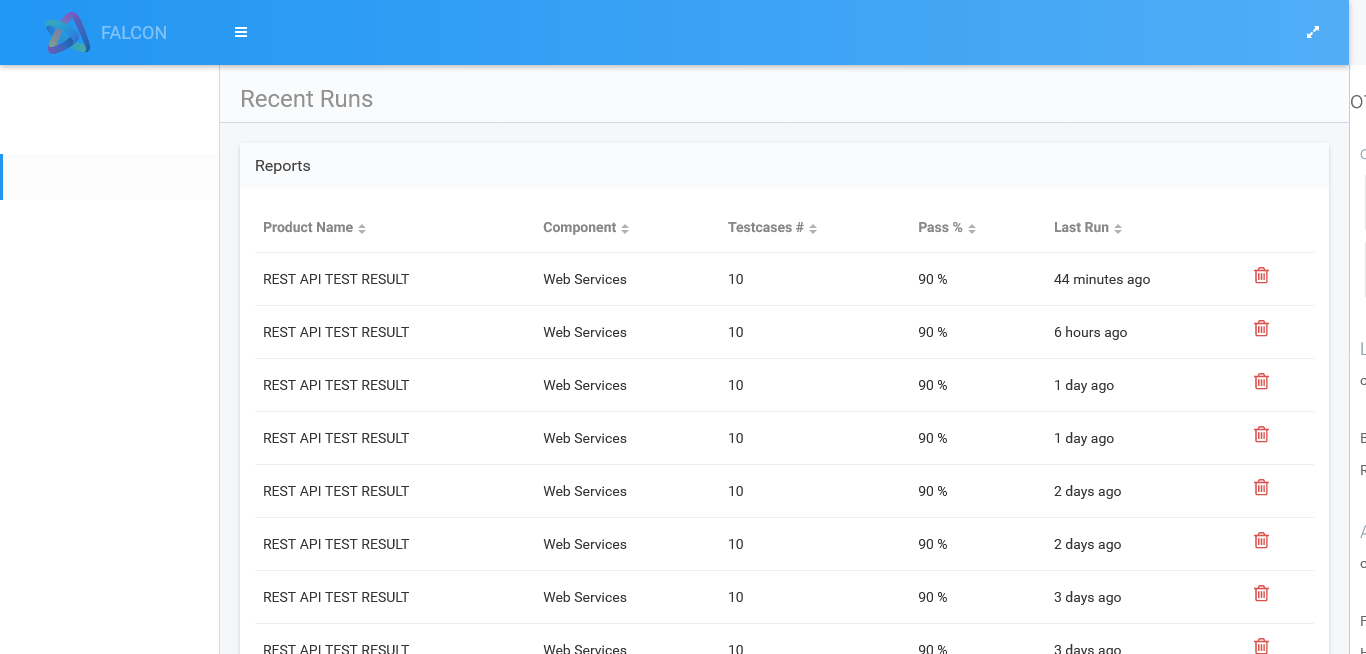 FALCON
Recent Runs
Reports
Product Name Component Testcases # Pass % Last Run
REST API TEST RESULT Web Services 10 90 % 44 minutes ago
REST API TEST RESULT Web Services 10 90 % 6 hours ago
REST API TEST RESULT Web Services 10 90 % 1 day ago
REST API TEST RESULT Web Services 10 90 % 1 day ago
REST API TEST RESULT Web Services 10 90 % 2 days ago
REST API TEST RESULT Web Services 10 90 % 2 days ago
REST API TEST RESULT Web Services 10 90 % 3 days ago
REST API TEST RESULT Web Services 10 90 % 3 days ago